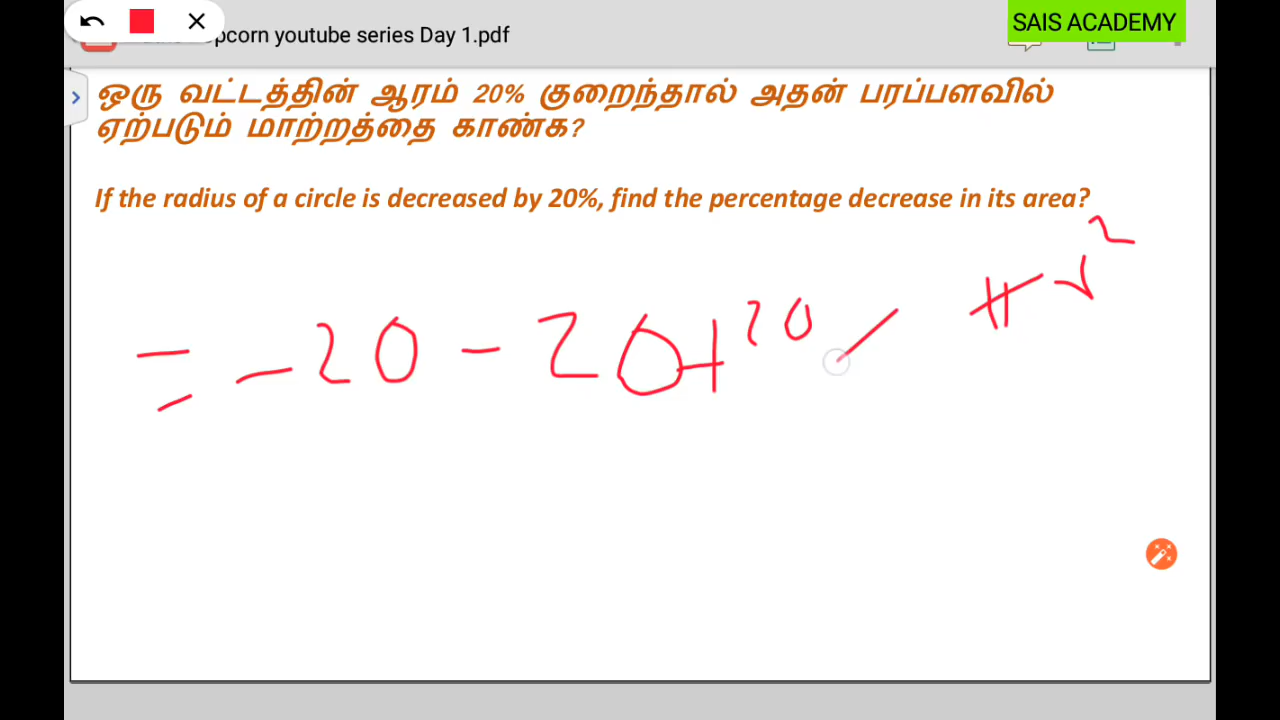 pcorn youtube series Day 1.pdf
SAIS ACADEMY
ஒரு வட்டத்தின் ஆரம் 20% குறைந்தால் அதன் பரப்பளவில்
ஏற்படும் மாற்றத்தை காண்க?
If the radius of a circle is decreased by 20%, find the percentage decrease in its area?
πr²
= -20 - 20 + 20